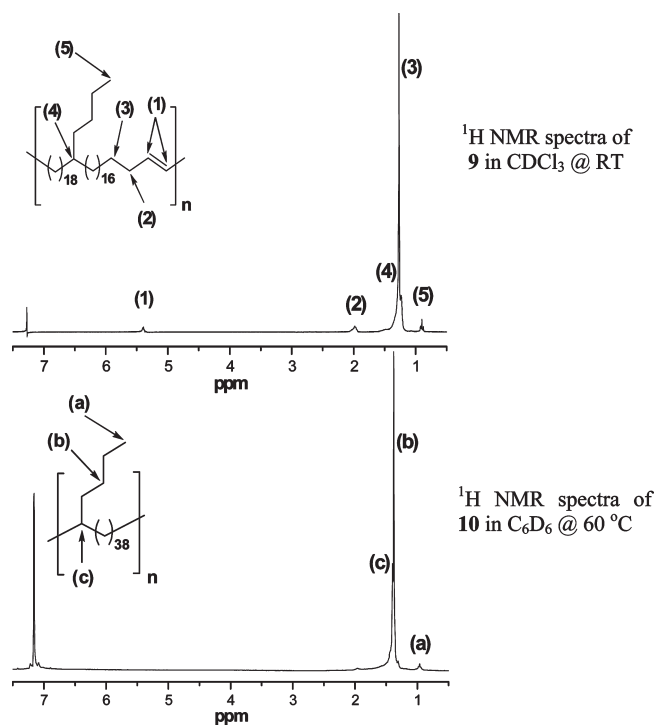 (5)
(4)
(3)
(1)
18
16
n
(2)
(3)
¹H NMR spectra of
9 in CDCl₃ @ RT
(1)
(2)
(4)
(5)
7 6 5 4 3 2 1
ppm
(a)
(b)
38
n
(c)
(b)
(c)
(a)
¹H NMR spectra of
10 in C₆D₆ @ 60 °C
7 6 5 4 3 2 1
ppm